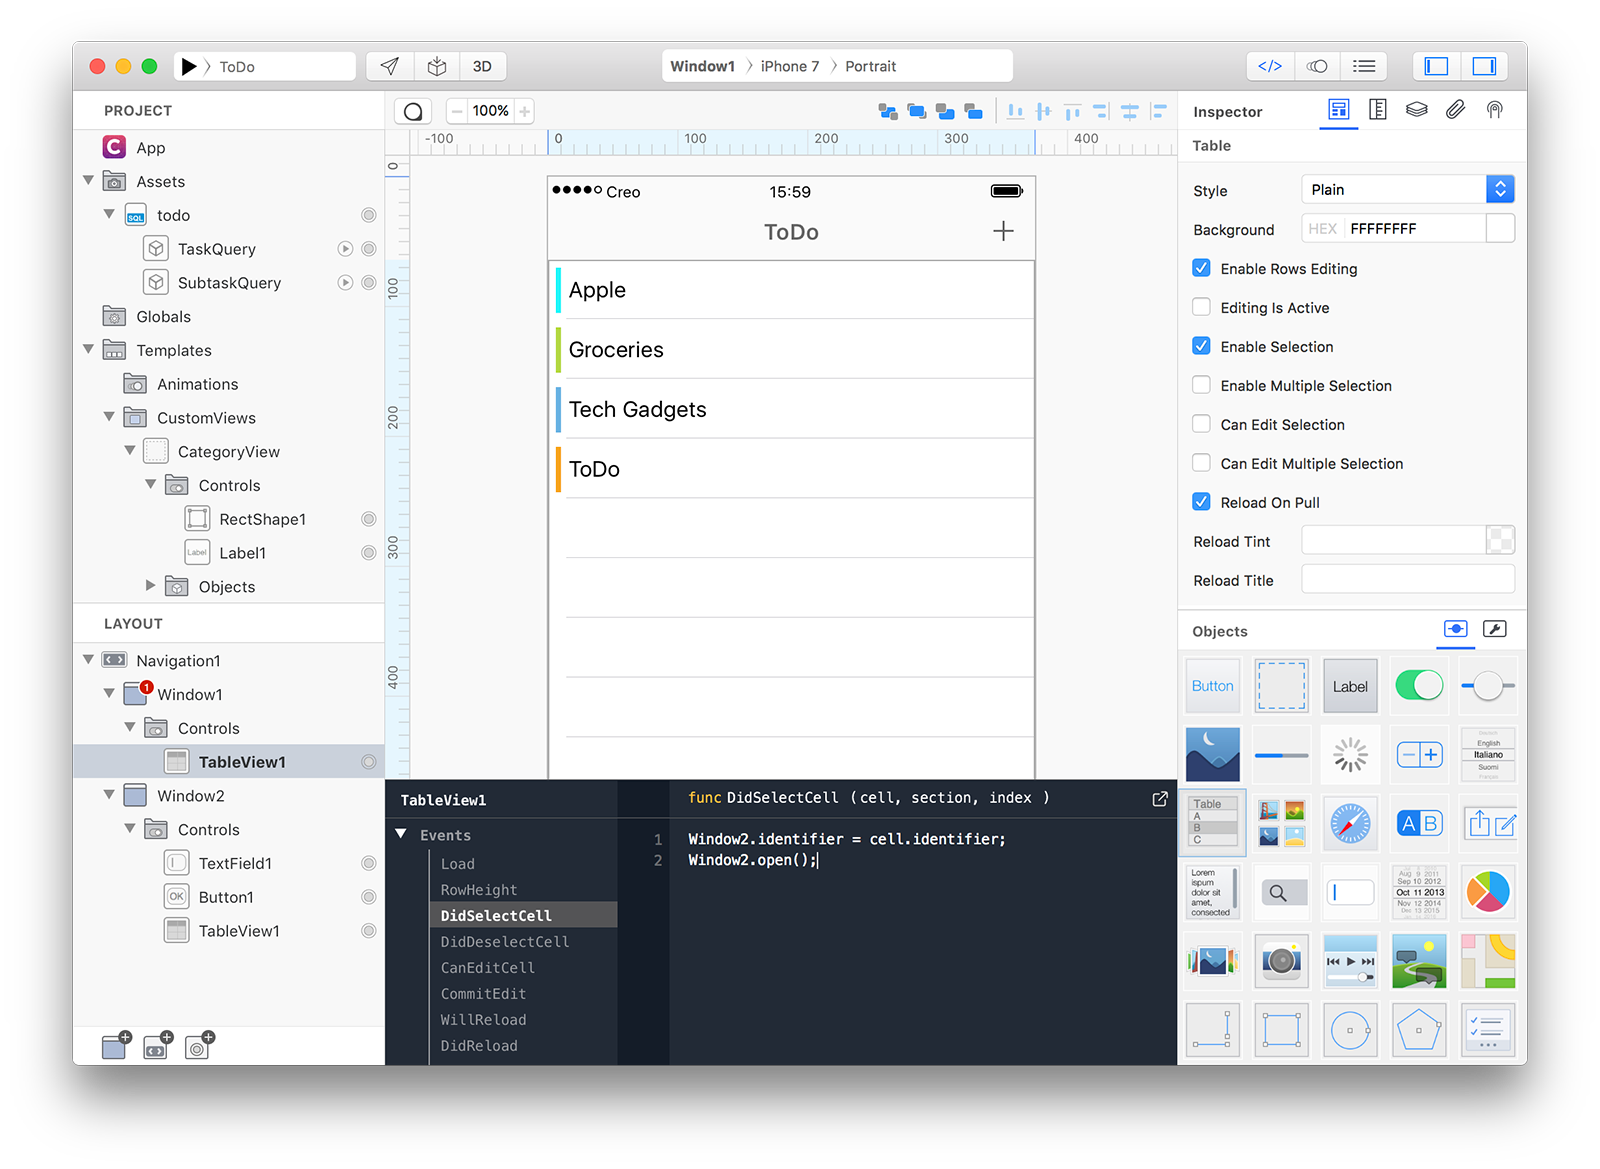 ToDo
3D
Window1 iPhone 7 Portrait
</>
PROJECT
App
Assets
SQL todo
TaskQuery
SubtaskQuery
Globals
Templates
Animations
CustomViews
CategoryView
Controls
RectShape1
Label Label1
Objects
LAYOUT
Navigation1
1 Window1
Controls
TableView1
Window2
Controls
TextField1
OK Button1
TableView1
100%
-100 0 100 200 300 400
0
100
200
300
400
Creo 15:59
ToDo
Apple
Groceries
Tech Gadgets
ToDo
TableView1
Events
Load
RowHeight
DidSelectCell
DidDeselectCell
CanEditCell
CommitEdit
WillReload
DidReload
func DidSelectCell (cell, section, index )
1 Window2.identifier = cell.identifier;
2 Window2.open();
Inspector
Table
Style Plain
Background HEX FFFFFFFF
Enable Rows Editing
Editing Is Active
Enable Selection
Enable Multiple Selection
Can Edit Selection
Can Edit Multiple Selection
Reload On Pull
Reload Tint
Reload Title
Objects
Button
Label
English
Italiano
Suomi
Table
A
B
C
A B
Lorem
ispum
dolor sit
amet,
consected
Aug 9 2011
Sep 10 2012
Oct 11 2013
Nov 12 2014
Dec 13 2015